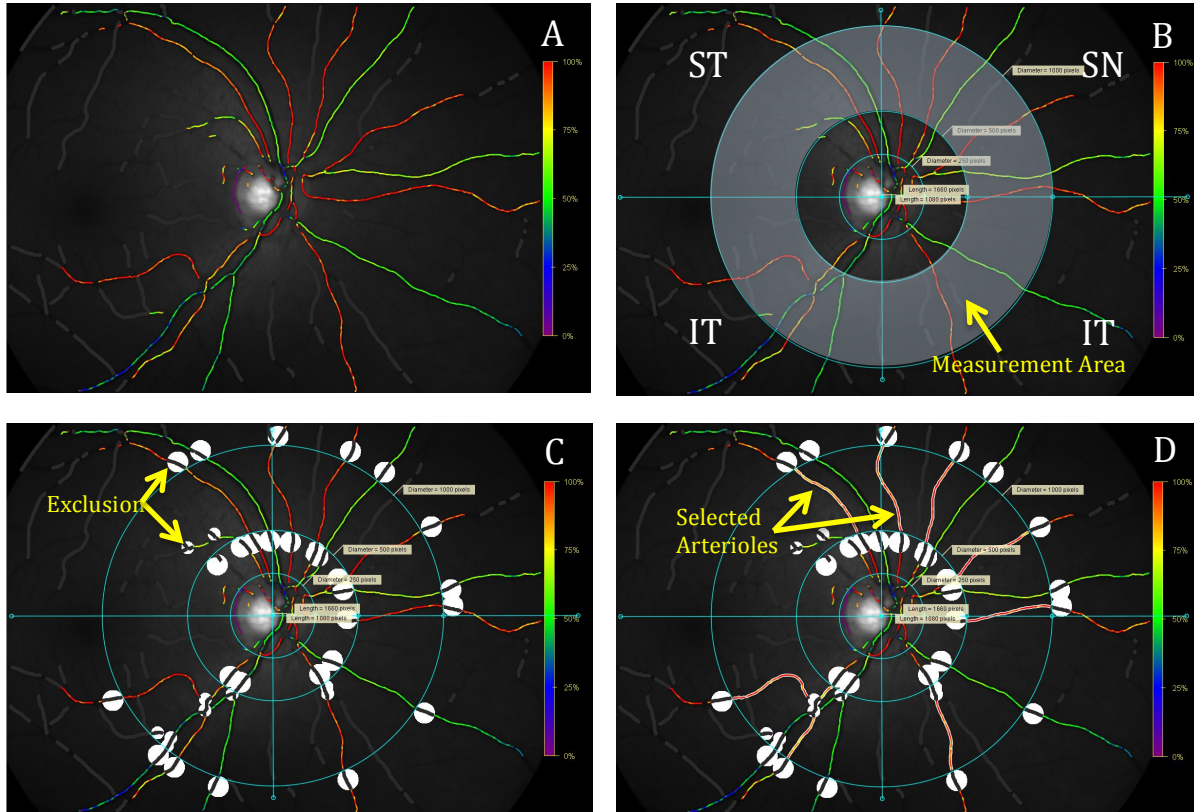 A
100%
75%
50%
25%
0%
B
ST
SN
Diameter = 1000 pixels
Diameter = 500 pixels
Diameter = 250 pixels
Length = 1660 pixels
Length = 1080 pixels
IT
IT
Measurement Area
100%
75%
50%
25%
0%
C
Exclusion
Diameter = 1000 pixels
Diameter = 500 pixels
Diameter = 250 pixels
Length = 1660 pixels
Length = 1080 pixels
100%
75%
50%
25%
0%
D
Selected
Arterioles
Diameter = 1000 pixels
Diameter = 500 pixels
Diameter = 250 pixels
Length = 1660 pixels
Length = 1080 pixels
100%
75%
50%
25%
0%